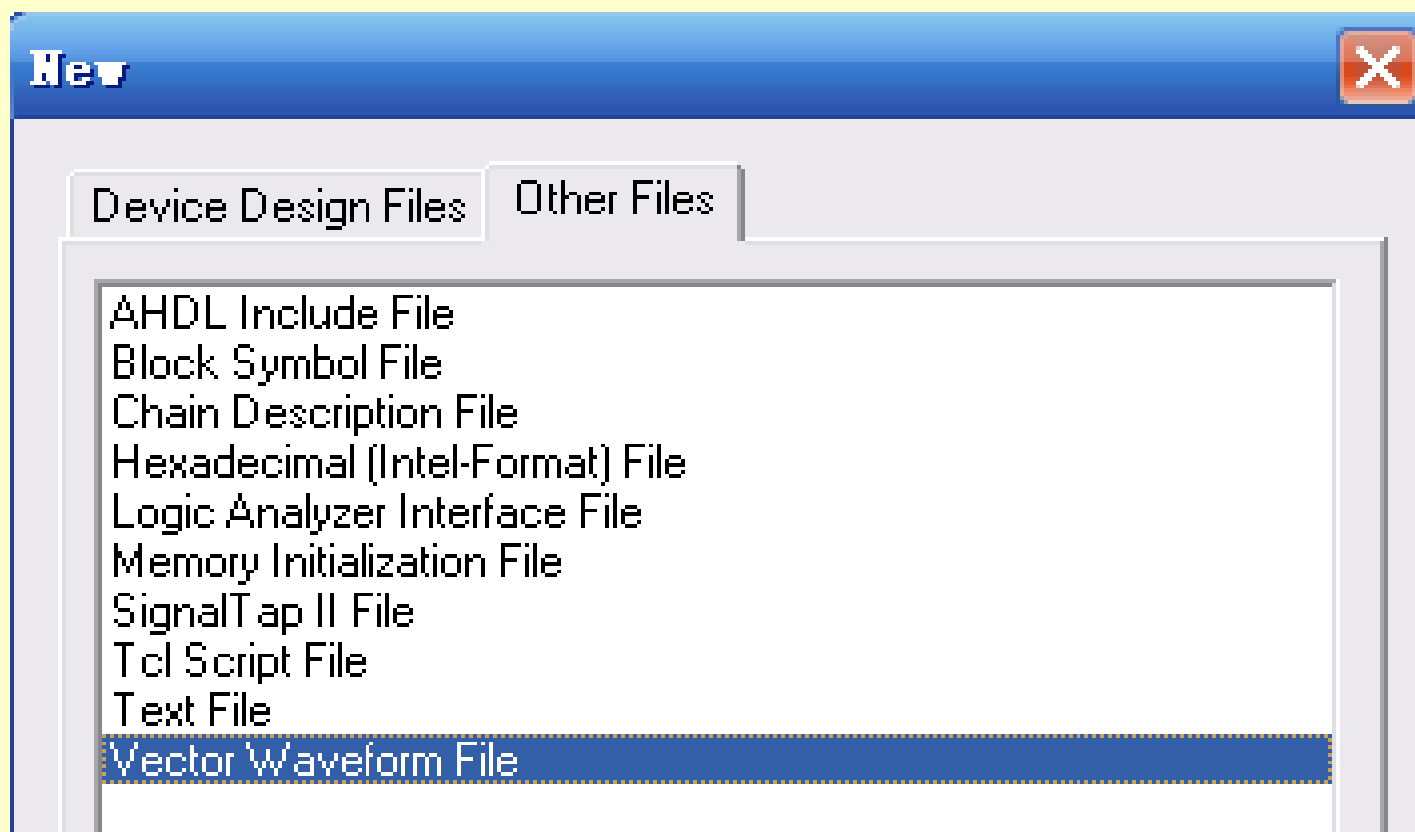 New
Device Design Files
Other Files
AHDL Include File
Block Symbol File
Chain Description File
Hexadecimal (Intel-Format) File
Logic Analyzer Interface File
Memory Initialization File
SignalTap II File
Tcl Script File
Text File
Vector Waveform File